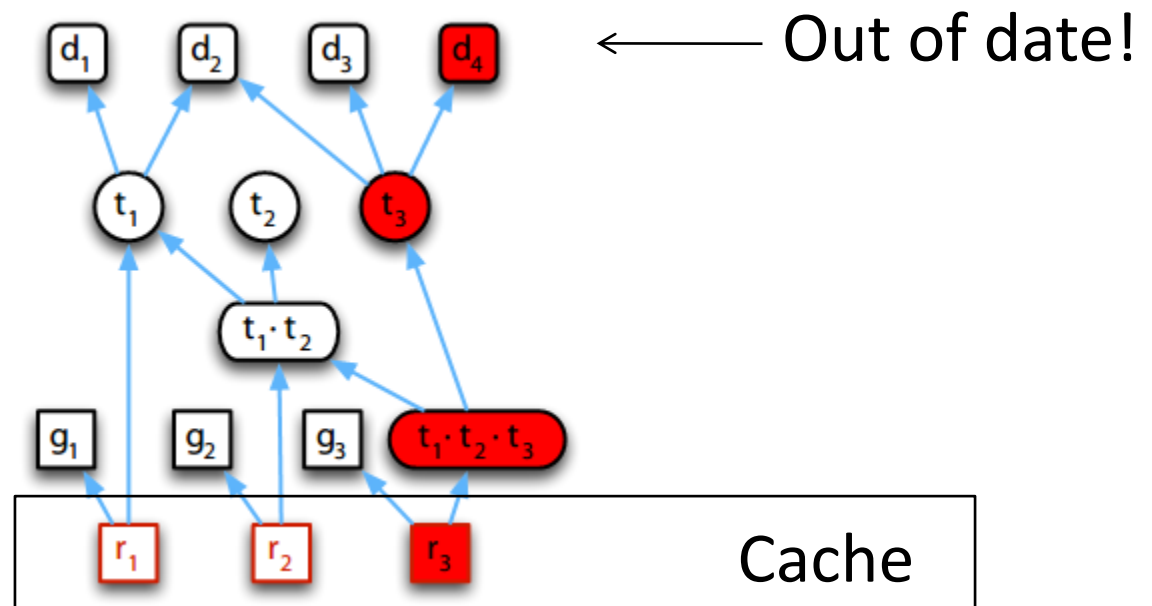 d₁ d₂ d₃ d₄ Out of date!
t₁ t₂ t₃
t₁· t₂
g₁ g₂ g₃ t₁· t₂ · t₃
r₁ r₂ r₃ Cache